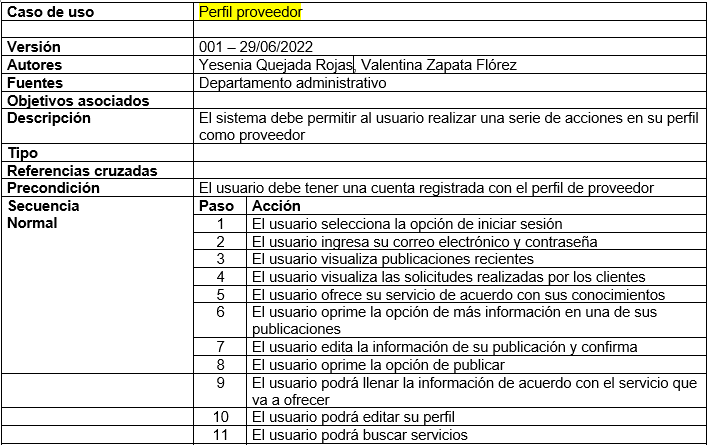 Caso de uso Perfil proveedor
Versión 001 – 29/06/2022
Autores Yesenia Quejada Rojas, Valentina Zapata Flórez
Fuentes Departamento administrativo
Objetivos asociados
Descripción El sistema debe permitir al usuario realizar una serie de acciones en su perfil
como proveedor
Tipo
Referencias cruzadas
Precondición El usuario debe tener una cuenta registrada con el perfil de proveedor
Secuencia Paso Acción
Normal 1 El usuario selecciona la opción de iniciar sesión
2 El usuario ingresa su correo electrónico y contraseña
3 El usuario visualiza publicaciones recientes
4 El usuario visualiza las solicitudes realizadas por los clientes
5 El usuario ofrece su servicio de acuerdo con sus conocimientos
6 El usuario oprime la opción de más información en una de sus
publicaciones
7 El usuario edita la información de su publicación y confirma
8 El usuario oprime la opción de publicar
9 El usuario podrá llenar la información de acuerdo con el servicio que
va a ofrecer
10 El usuario podrá editar su perfil
11 El usuario podrá buscar servicios